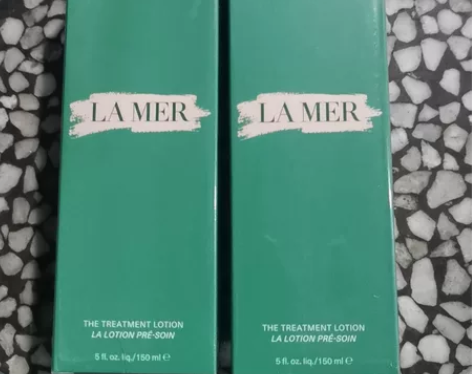 LA MER
THE TREATMENT LOTION
LA LOTION PRÉ-SOIN
5 fl. oz. liq./150 ml ℮
LA MER
THE TREATMENT LOTION
LA LOTION PRÉ-SOIN
5 fl. oz. liq./150 ml ℮